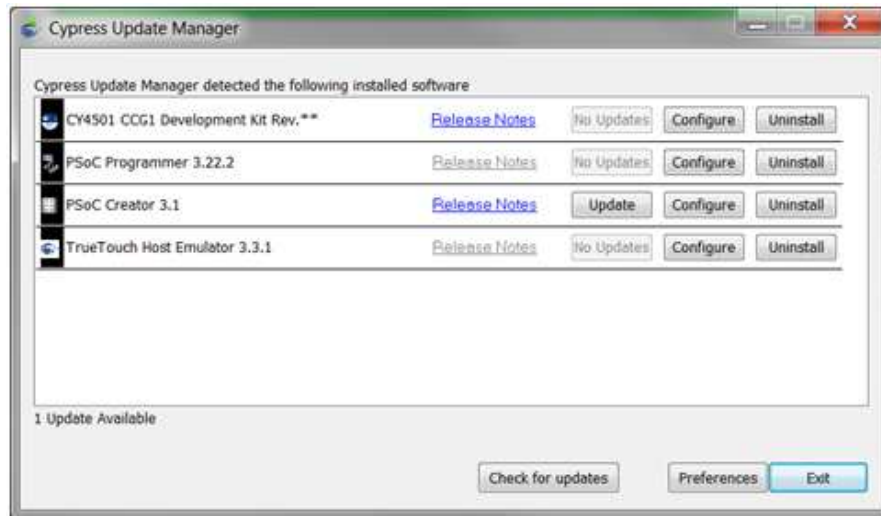 Cypress Update Manager
Cypress Update Manager detected the following installed software
CY4501 CCG1 Development Kit Rev.** Release Notes No Updates Configure Uninstall
PSoC Programmer 3.22.2 Release Notes No Updates Configure Uninstall
PSoC Creator 3.1 Release Notes Update Configure Uninstall
TrueTouch Host Emulator 3.3.1 Release Notes No Updates Configure Uninstall
1 Update Available
Check for updates Preferences Exit